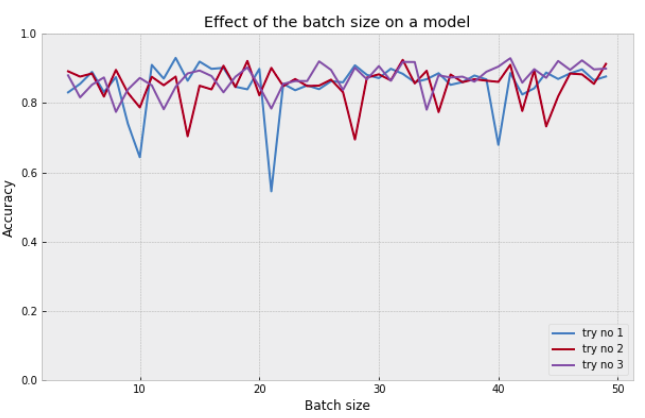 Effect of the batch size on a model
1.0
0.8
0.6
0.4
0.2
0.0
Accuracy
10
20
30
40
50
Batch size
try no 1
try no 2
try no 3